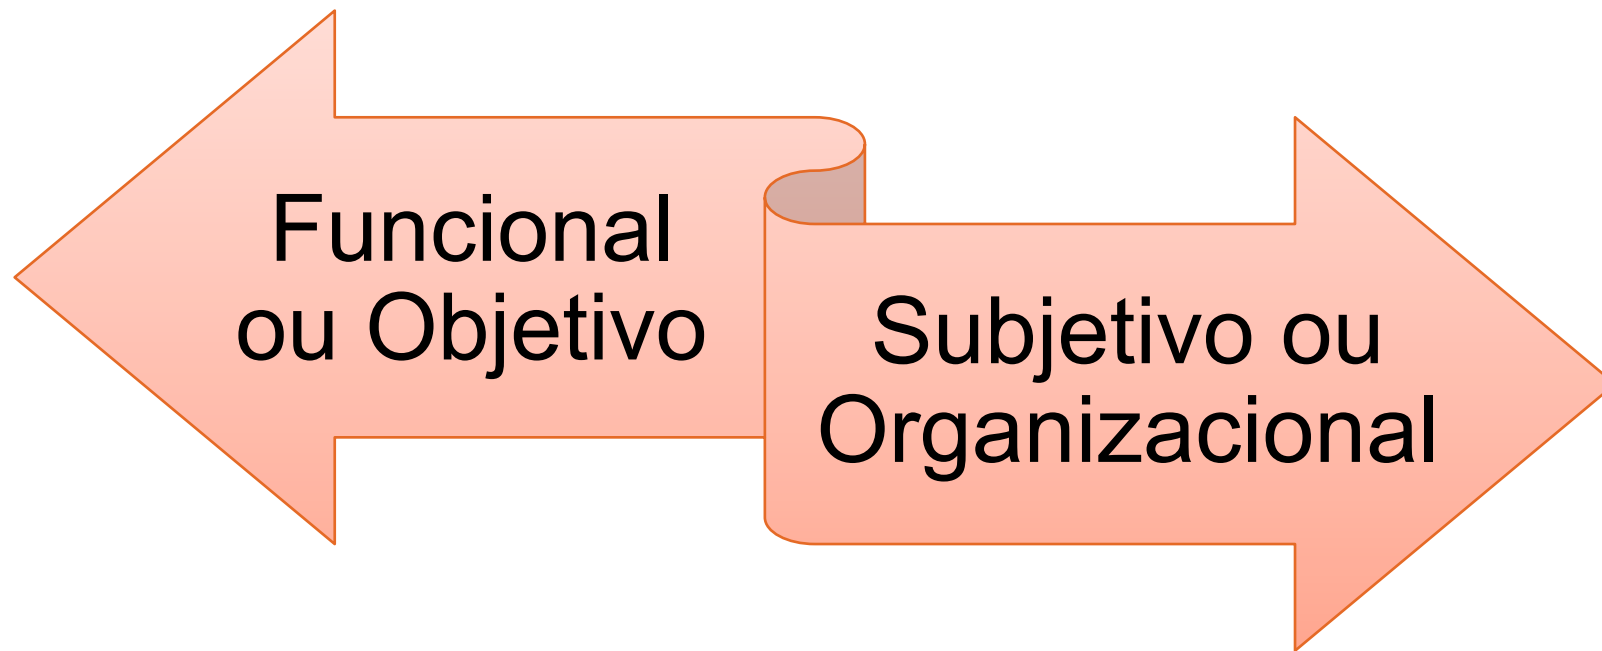 Funcional
ou Objetivo
Subjetivo ou
Organizacional